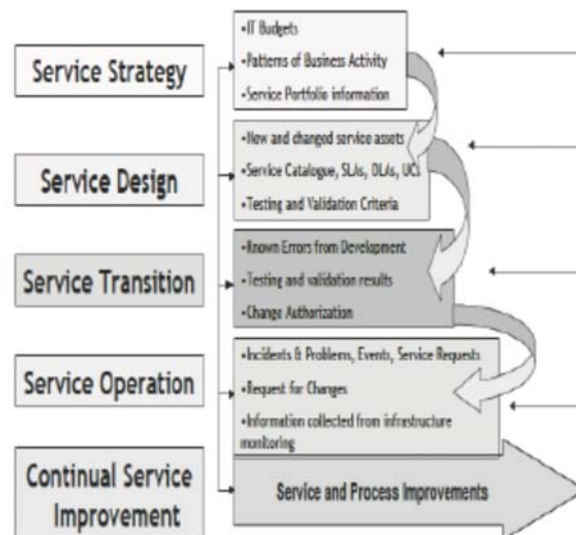 Service Strategy
•IT Budgets
•Patterns of Business Activity
•Service Portfolio information
Service Design
•New and changed service assets
•Service Catalogue, SLAs, OLAs, UCs
•Testing and Validation Criteria
Service Transition
•Known Errors from Development
•Testing and validation results
•Change Authorization
Service Operation
•Incidents & Problems, Events, Service Requests
•Request for Changes
•Information collected from infrastructure
monitoring
Continual Service
Improvement
Service and Process Improvements